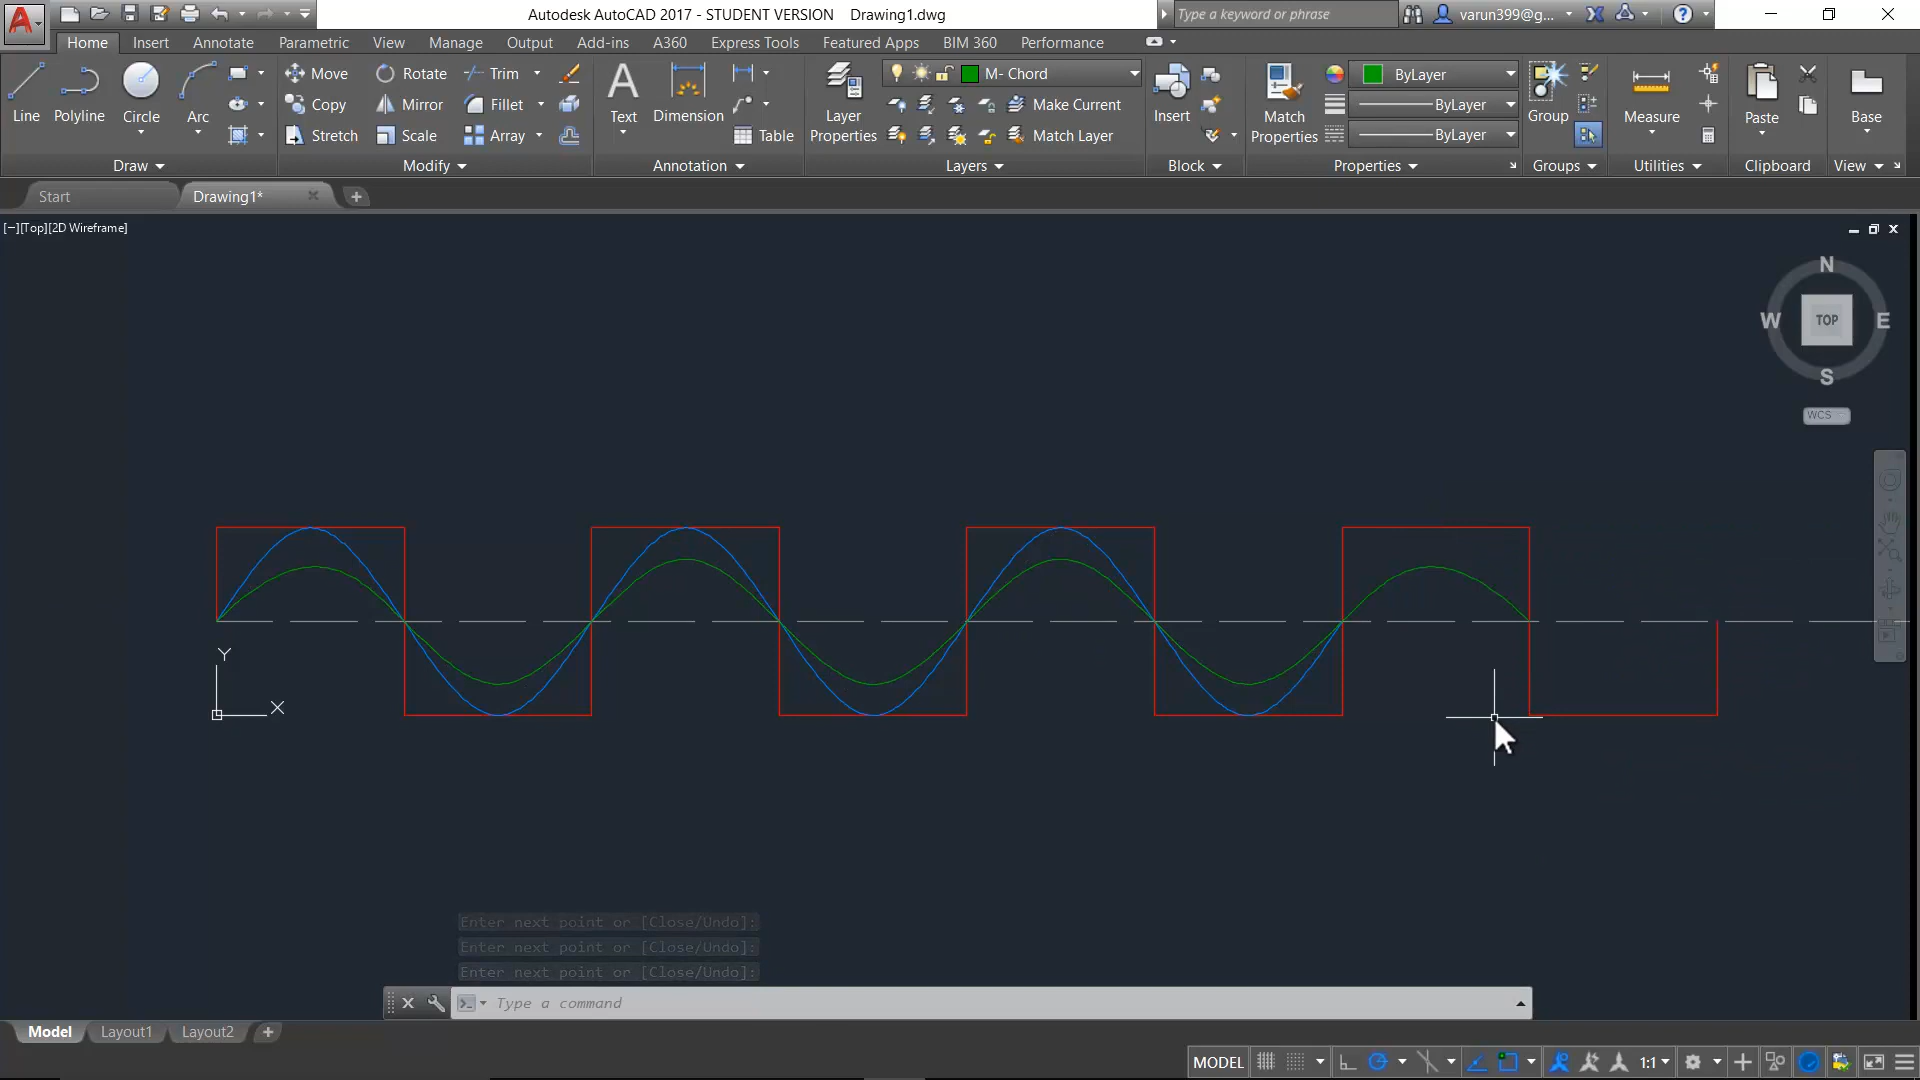 Autodesk AutoCAD 2017 - STUDENT VERSION Drawing1.dwg
Type a keyword or phrase
varun399@g...
Home Insert Annotate Parametric View Manage Output Add-ins A360 Express Tools Featured Apps BIM 360 Performance
Line Polyline Circle Arc
Move Rotate Trim
Copy Mirror Fillet
Stretch Scale Array
Text Dimension Table
Layer Properties
M- Chord
Make Current
Match Layer
Insert
Match Properties
ByLayer
ByLayer
ByLayer
Group Measure Paste Base
Draw Modify Annotation Layers Block Properties Groups Utilities Clipboard View
Start Drawing1*
[−][Top][2D Wireframe]
N
W TOP E
S
WCS
Y
X
Enter next point or [Close/Undo]:
Enter next point or [Close/Undo]:
Enter next point or [Close/Undo]:
Type a command
Model Layout1 Layout2
MODEL 1:1